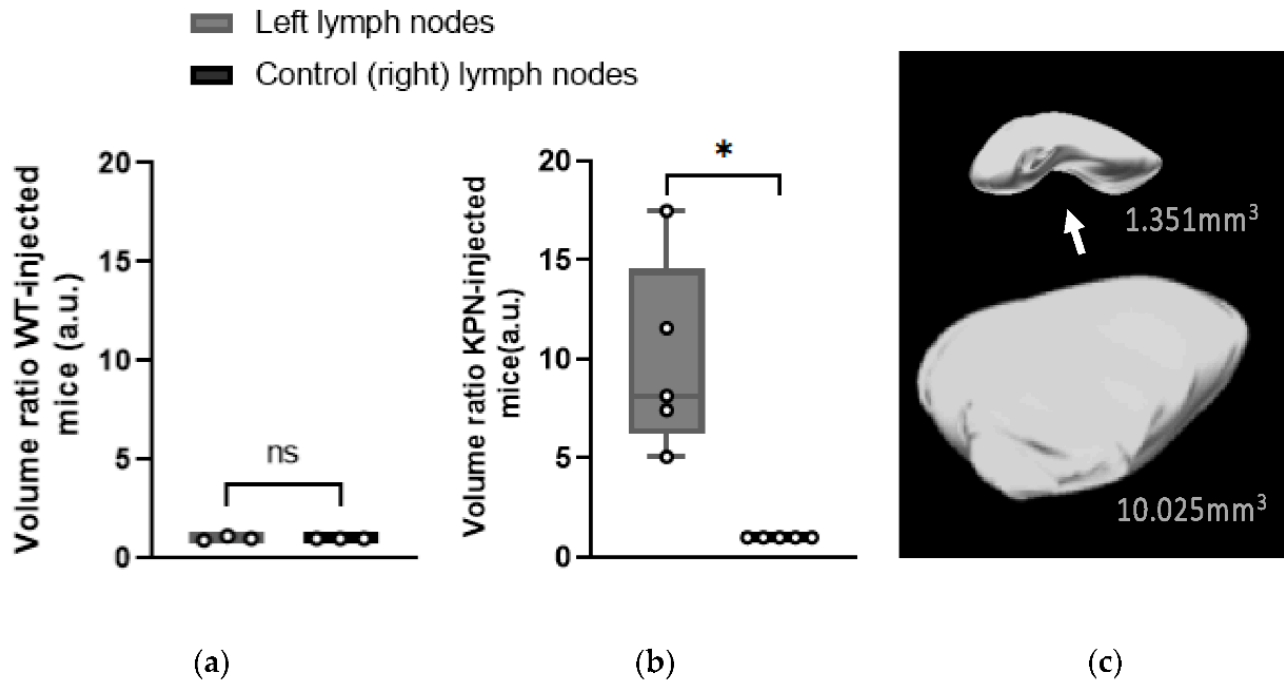 Left lymph nodes
Control (right) lymph nodes
Volume ratio WT-injected
mice (a.u.)
20
15
10
5
0
ns
Volume ratio KPN-injected
mice(a.u.)
20
15
10
5
0
*
1.351mm³
10.025mm³
(a)
(b)
(c)